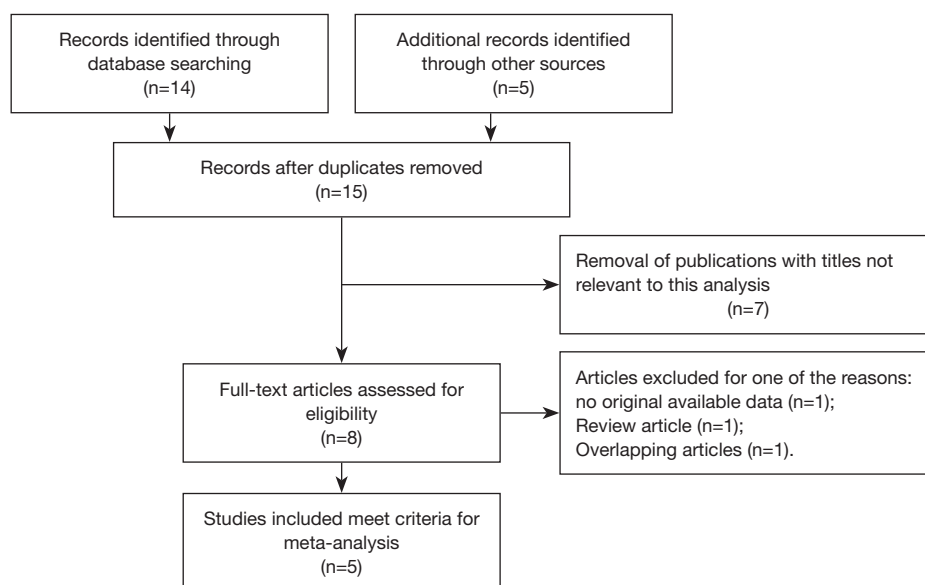 Records identified through
database searching
(n=14)
Additional records identified
through other sources
(n=5)
Records after duplicates removed
(n=15)
Removal of publications with titles not
relevant to this analysis
(n=7)
Full-text articles assessed for
eligibility
(n=8)
Articles excluded for one of the reasons:
no original available data (n=1);
Review article (n=1);
Overlapping articles (n=1).
Studies included meet criteria for
meta-analysis
(n=5)